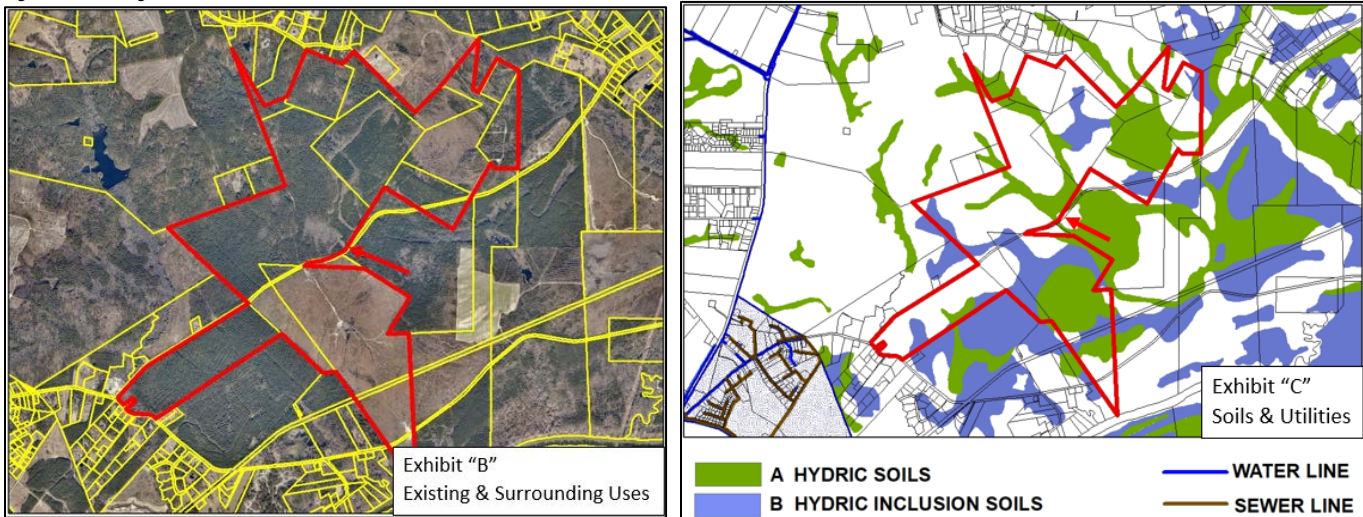 Exhibit “B”
Existing & Surrounding Uses
Exhibit “C”
Soils & Utilities
A HYDRIC SOILS
B HYDRIC INCLUSION SOILS
WATER LINE
SEWER LINE